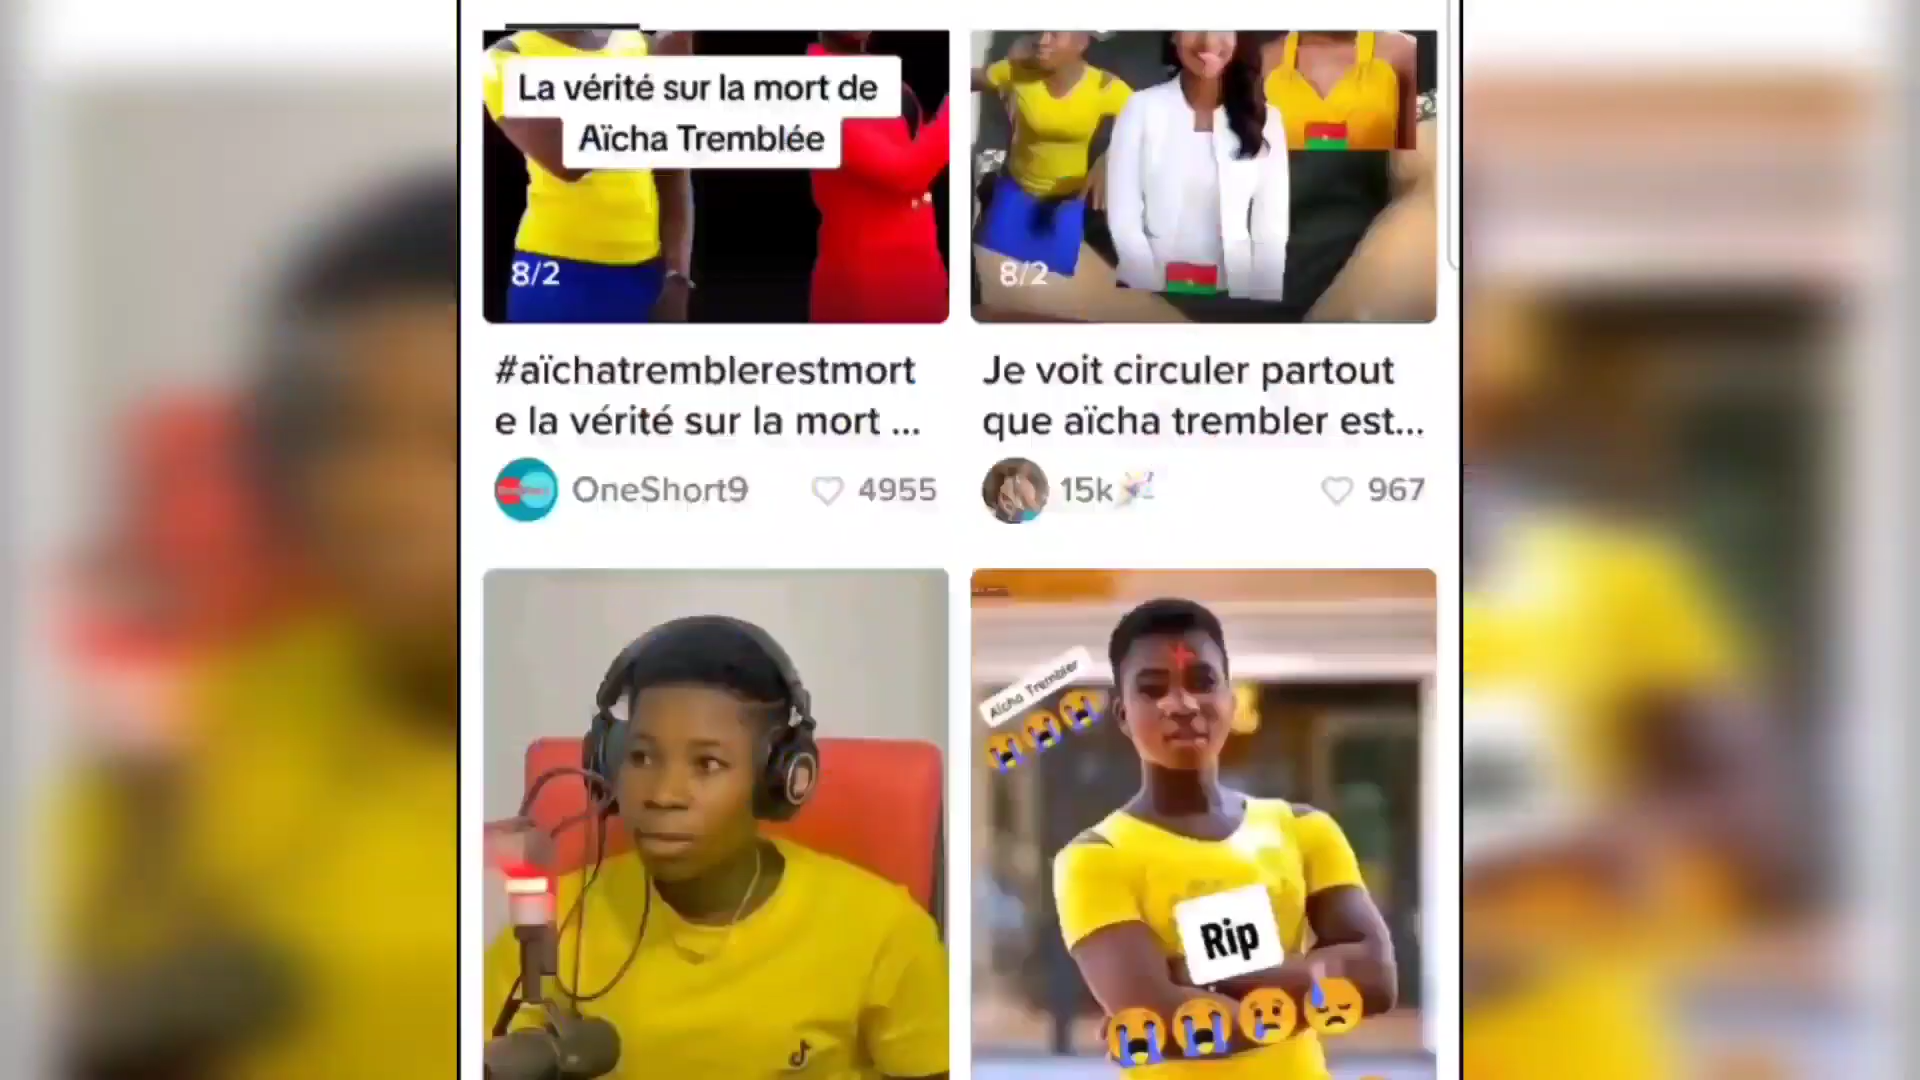 La vérité sur la mort de
Aïcha Tremblée
8/2
8/2
#aïchatremblerestmort
e la vérité sur la mort ...
Je voit circuler partout
que aïcha trembler est...
OneShort9
4955
15k
967
Aïcha Trembler
Rip